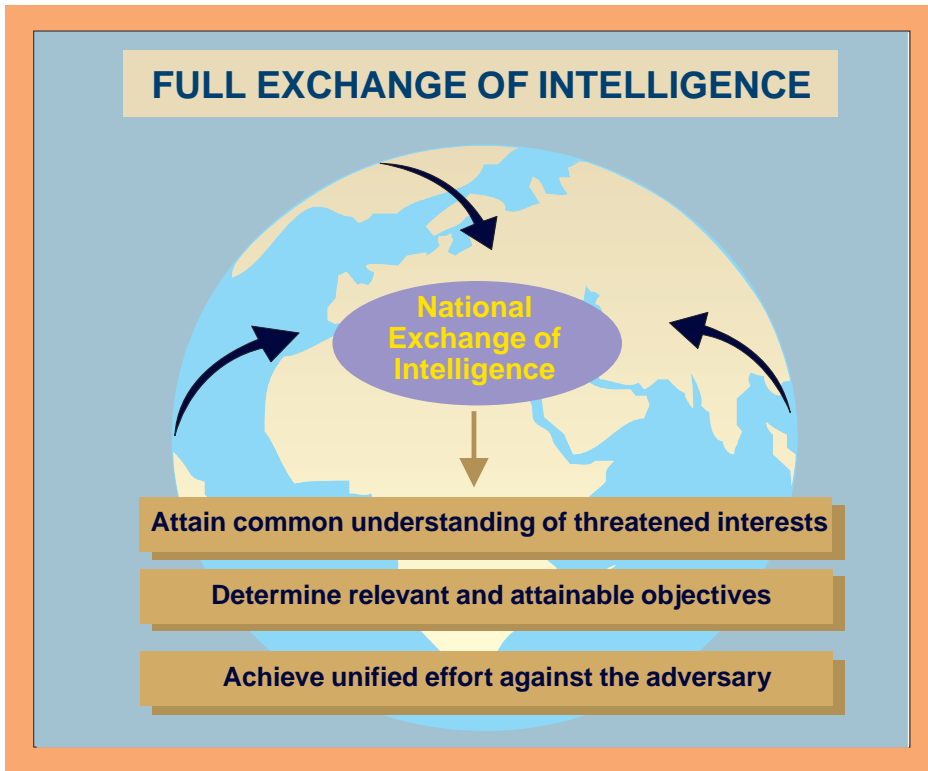 FULL EXCHANGE OF INTELLIGENCE
National
Exchange of
Intelligence
Attain common understanding of threatened interests
Determine relevant and attainable objectives
Achieve unified effort against the adversary